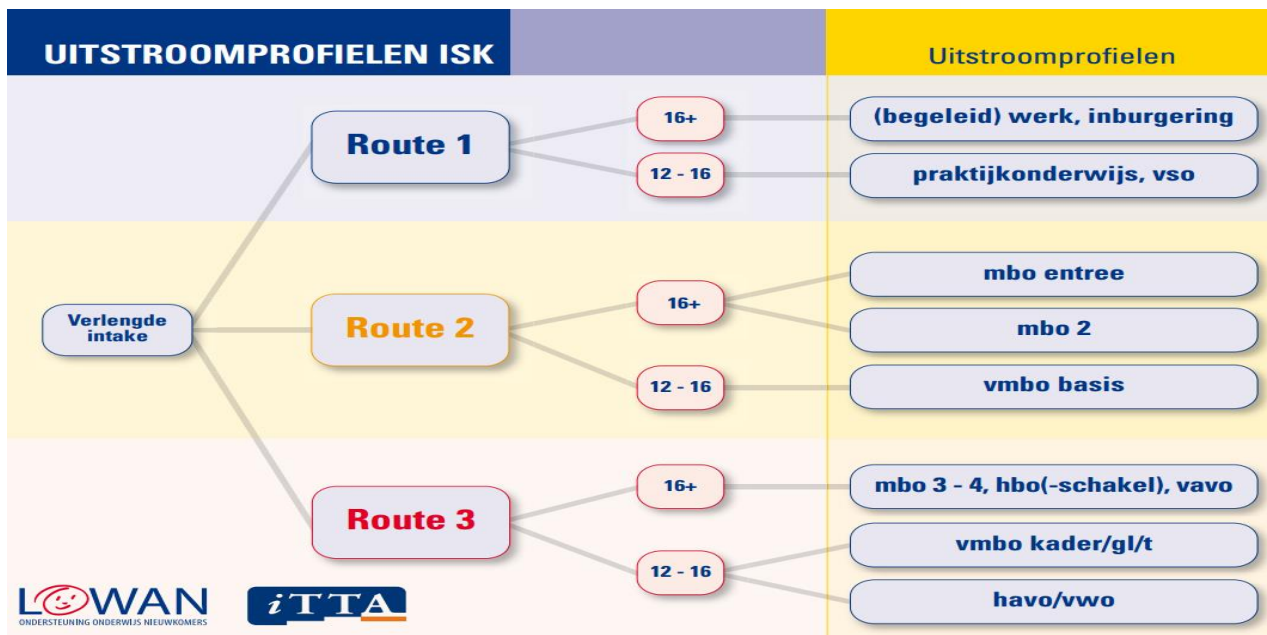 UITSTROOMPROFIELEN ISK
Uitstroomprofielen
Route 1
16+
(begeleid) werk, inburgering
12 - 16
praktijkonderwijs, vso
Verlengde
intake
Route 2
16+
mbo entree
mbo 2
12 - 16
vmbo basis
Route 3
16+
mbo 3 - 4, hbo(-schakel), vavo
12 - 16
vmbo kader/gl/t
havo/vwo
LOWAN
ONDERSTEUNING ONDERWIJS NIEUWKOMERS
iTTA